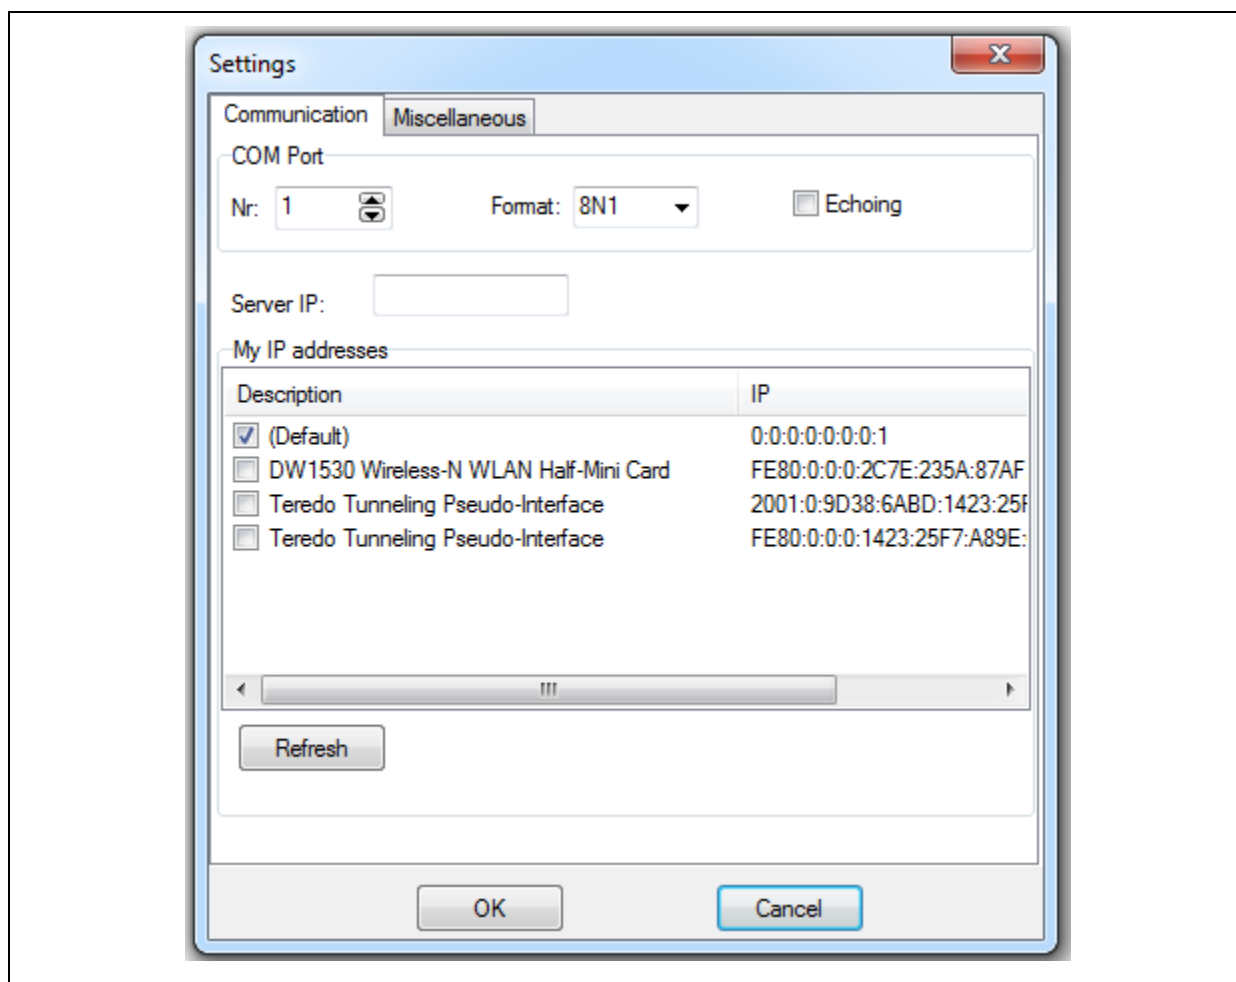 Settings
Communication Miscellaneous
COM Port
Nr: 1 Format: 8N1 Echoing
Server IP:
My IP addresses
Description IP
(Default) 0:0:0:0:0:0:0:1
DW1530 Wireless-N WLAN Half-Mini Card FE80:0:0:0:2C7E:235A:87AF
Teredo Tunneling Pseudo-Interface 2001:0:9D38:6ABD:1423:25F
Teredo Tunneling Pseudo-Interface FE80:0:0:0:1423:25F7:A89E:
Refresh
OK Cancel